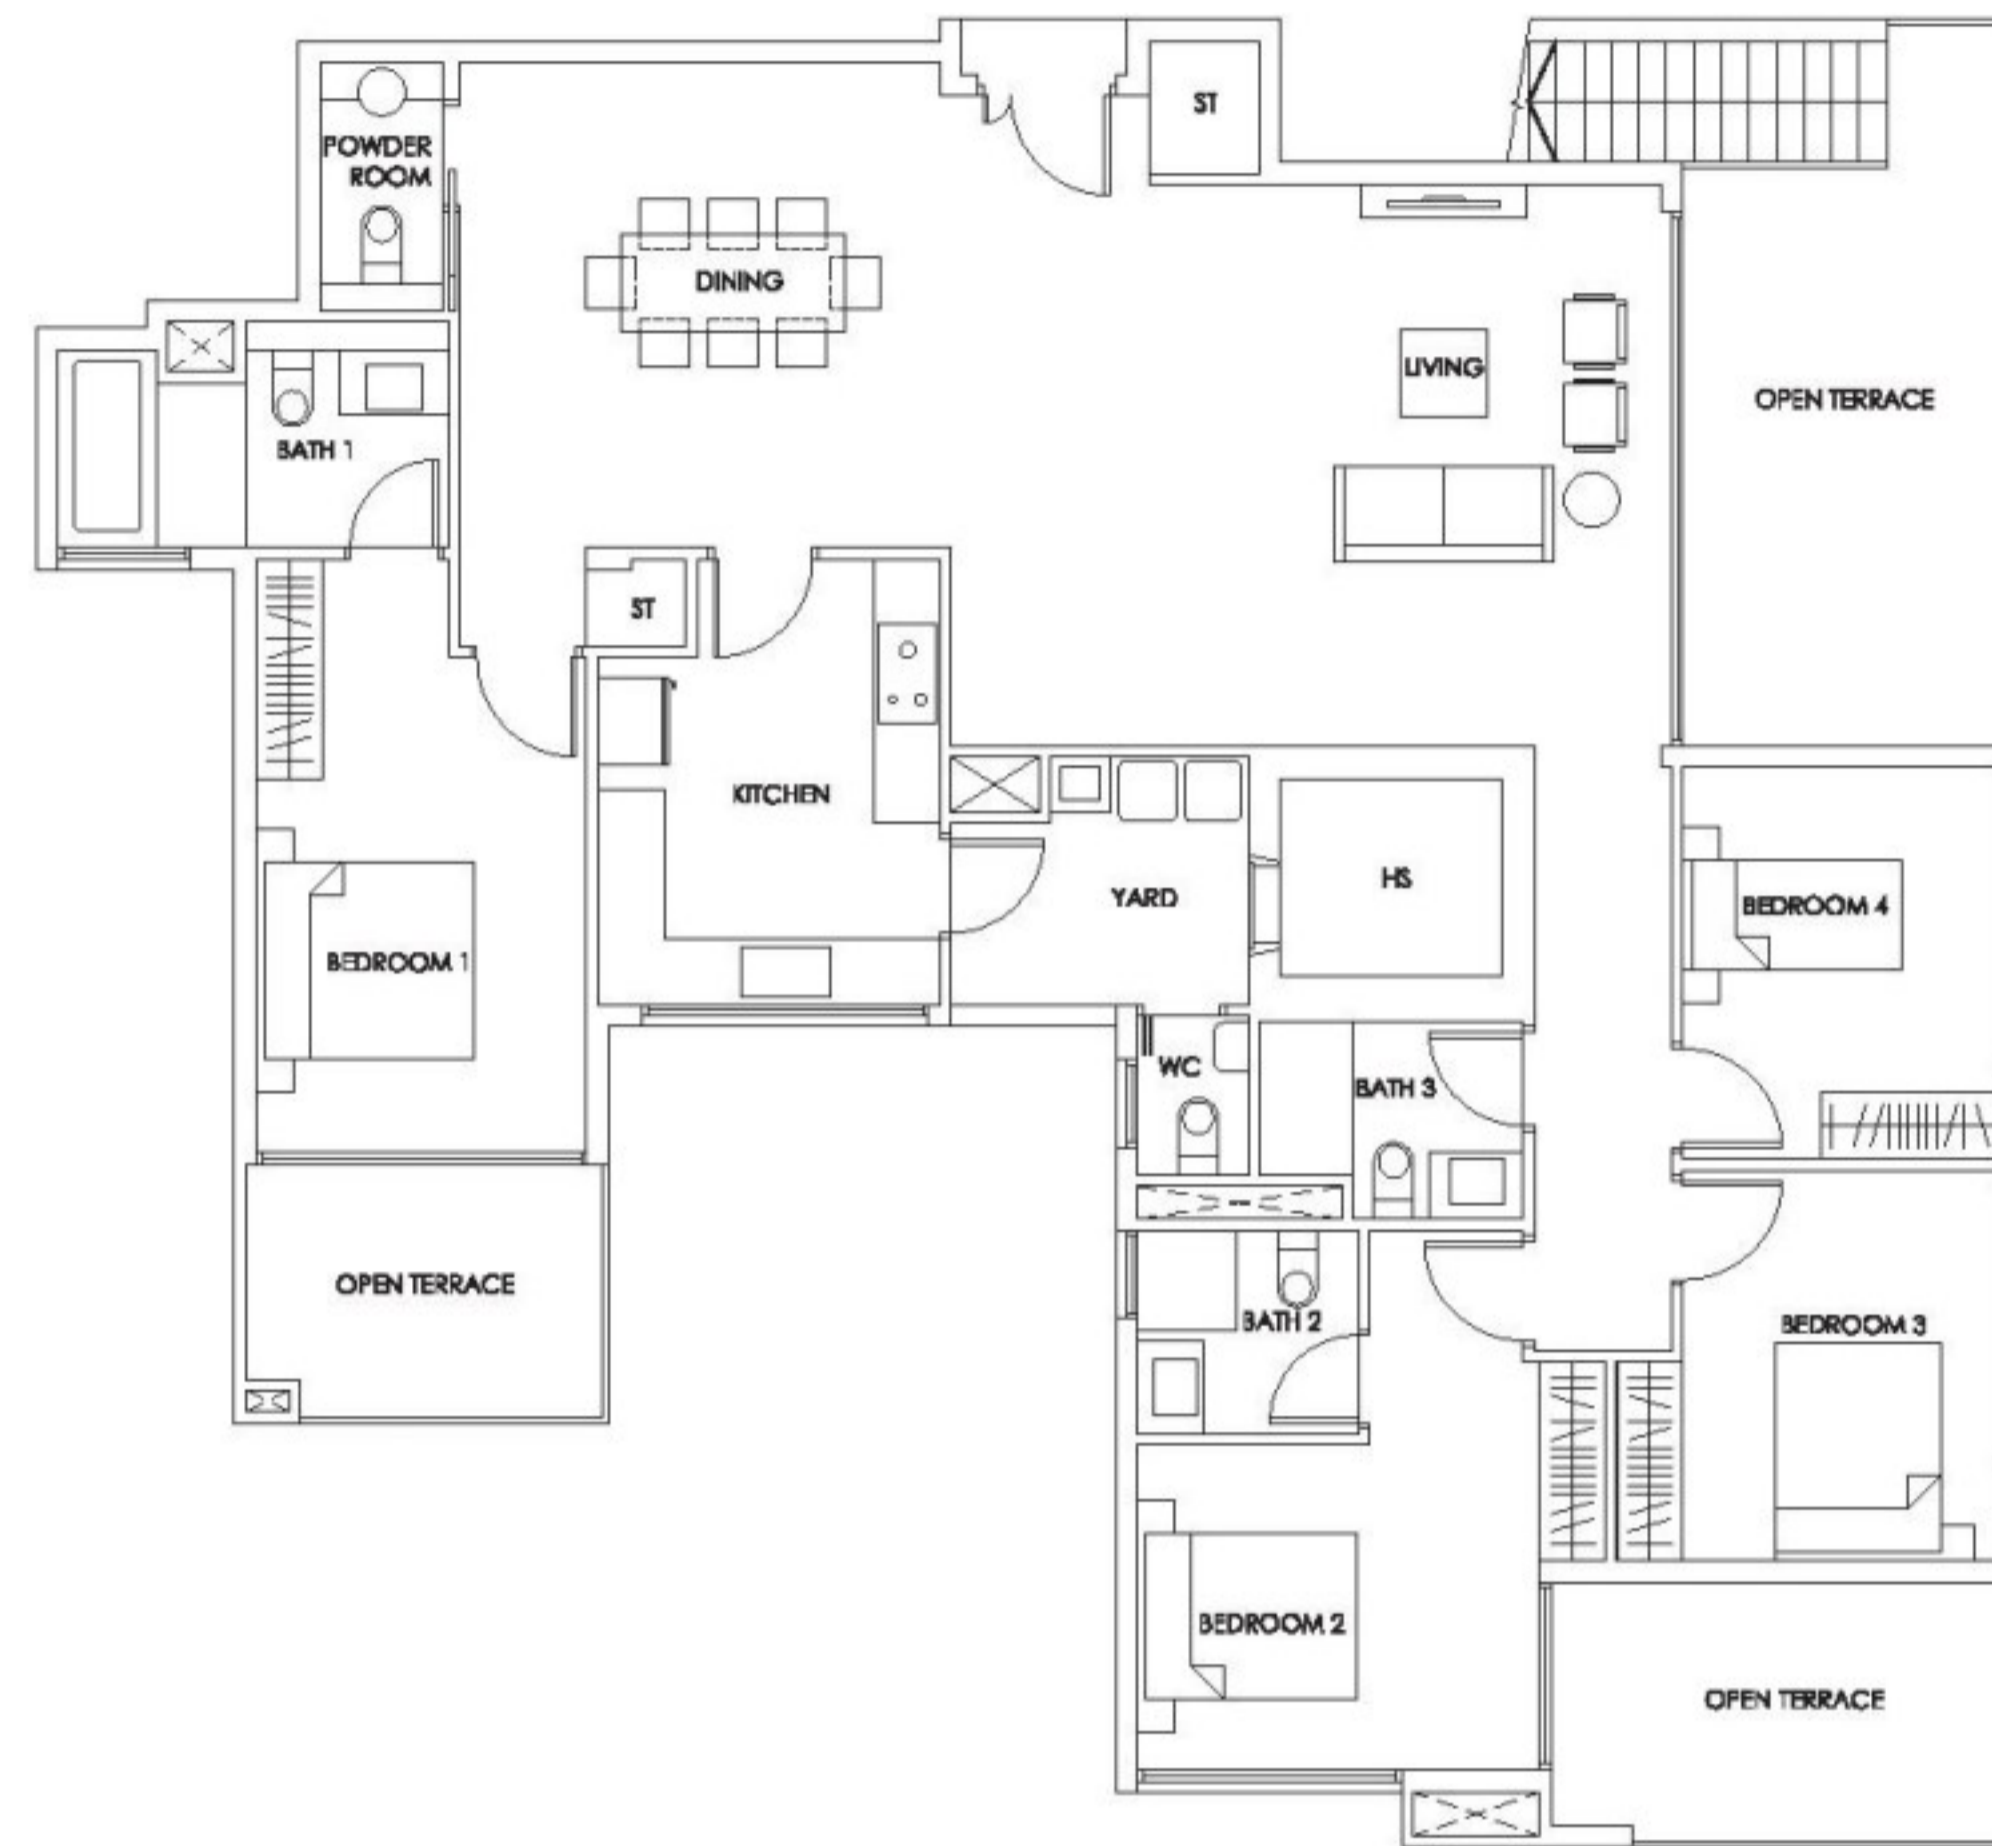 ST
POWDER
ROOM
DINING
LIVING
OPEN TERRACE
BATH 1
ST
KITCHEN
HS
YARD
BEDROOM 4
BEDROOM 1
WC
BATH 3
OPEN TERRACE
BATH 2
BEDROOM 3
BEDROOM 2
OPEN TERRACE